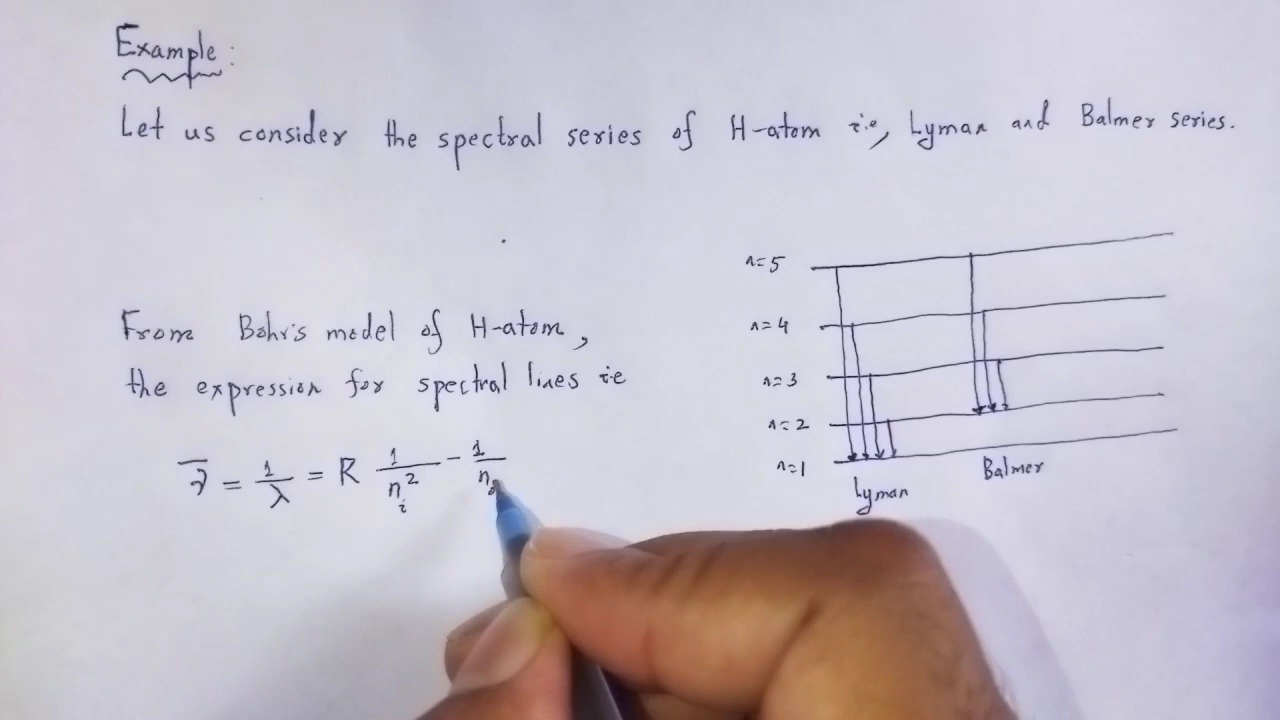 Example:
Let us consider the spectral series of H-atom i.e, Lyman and Balmer series.
n=5
n=4
n=3
n=2
n=1
Lyman
Balmer
From Bohr's model of H-atom,
the expression for spectral lines i.e
ν̅ = 1/λ = R 1/n_i^2 - 1/n